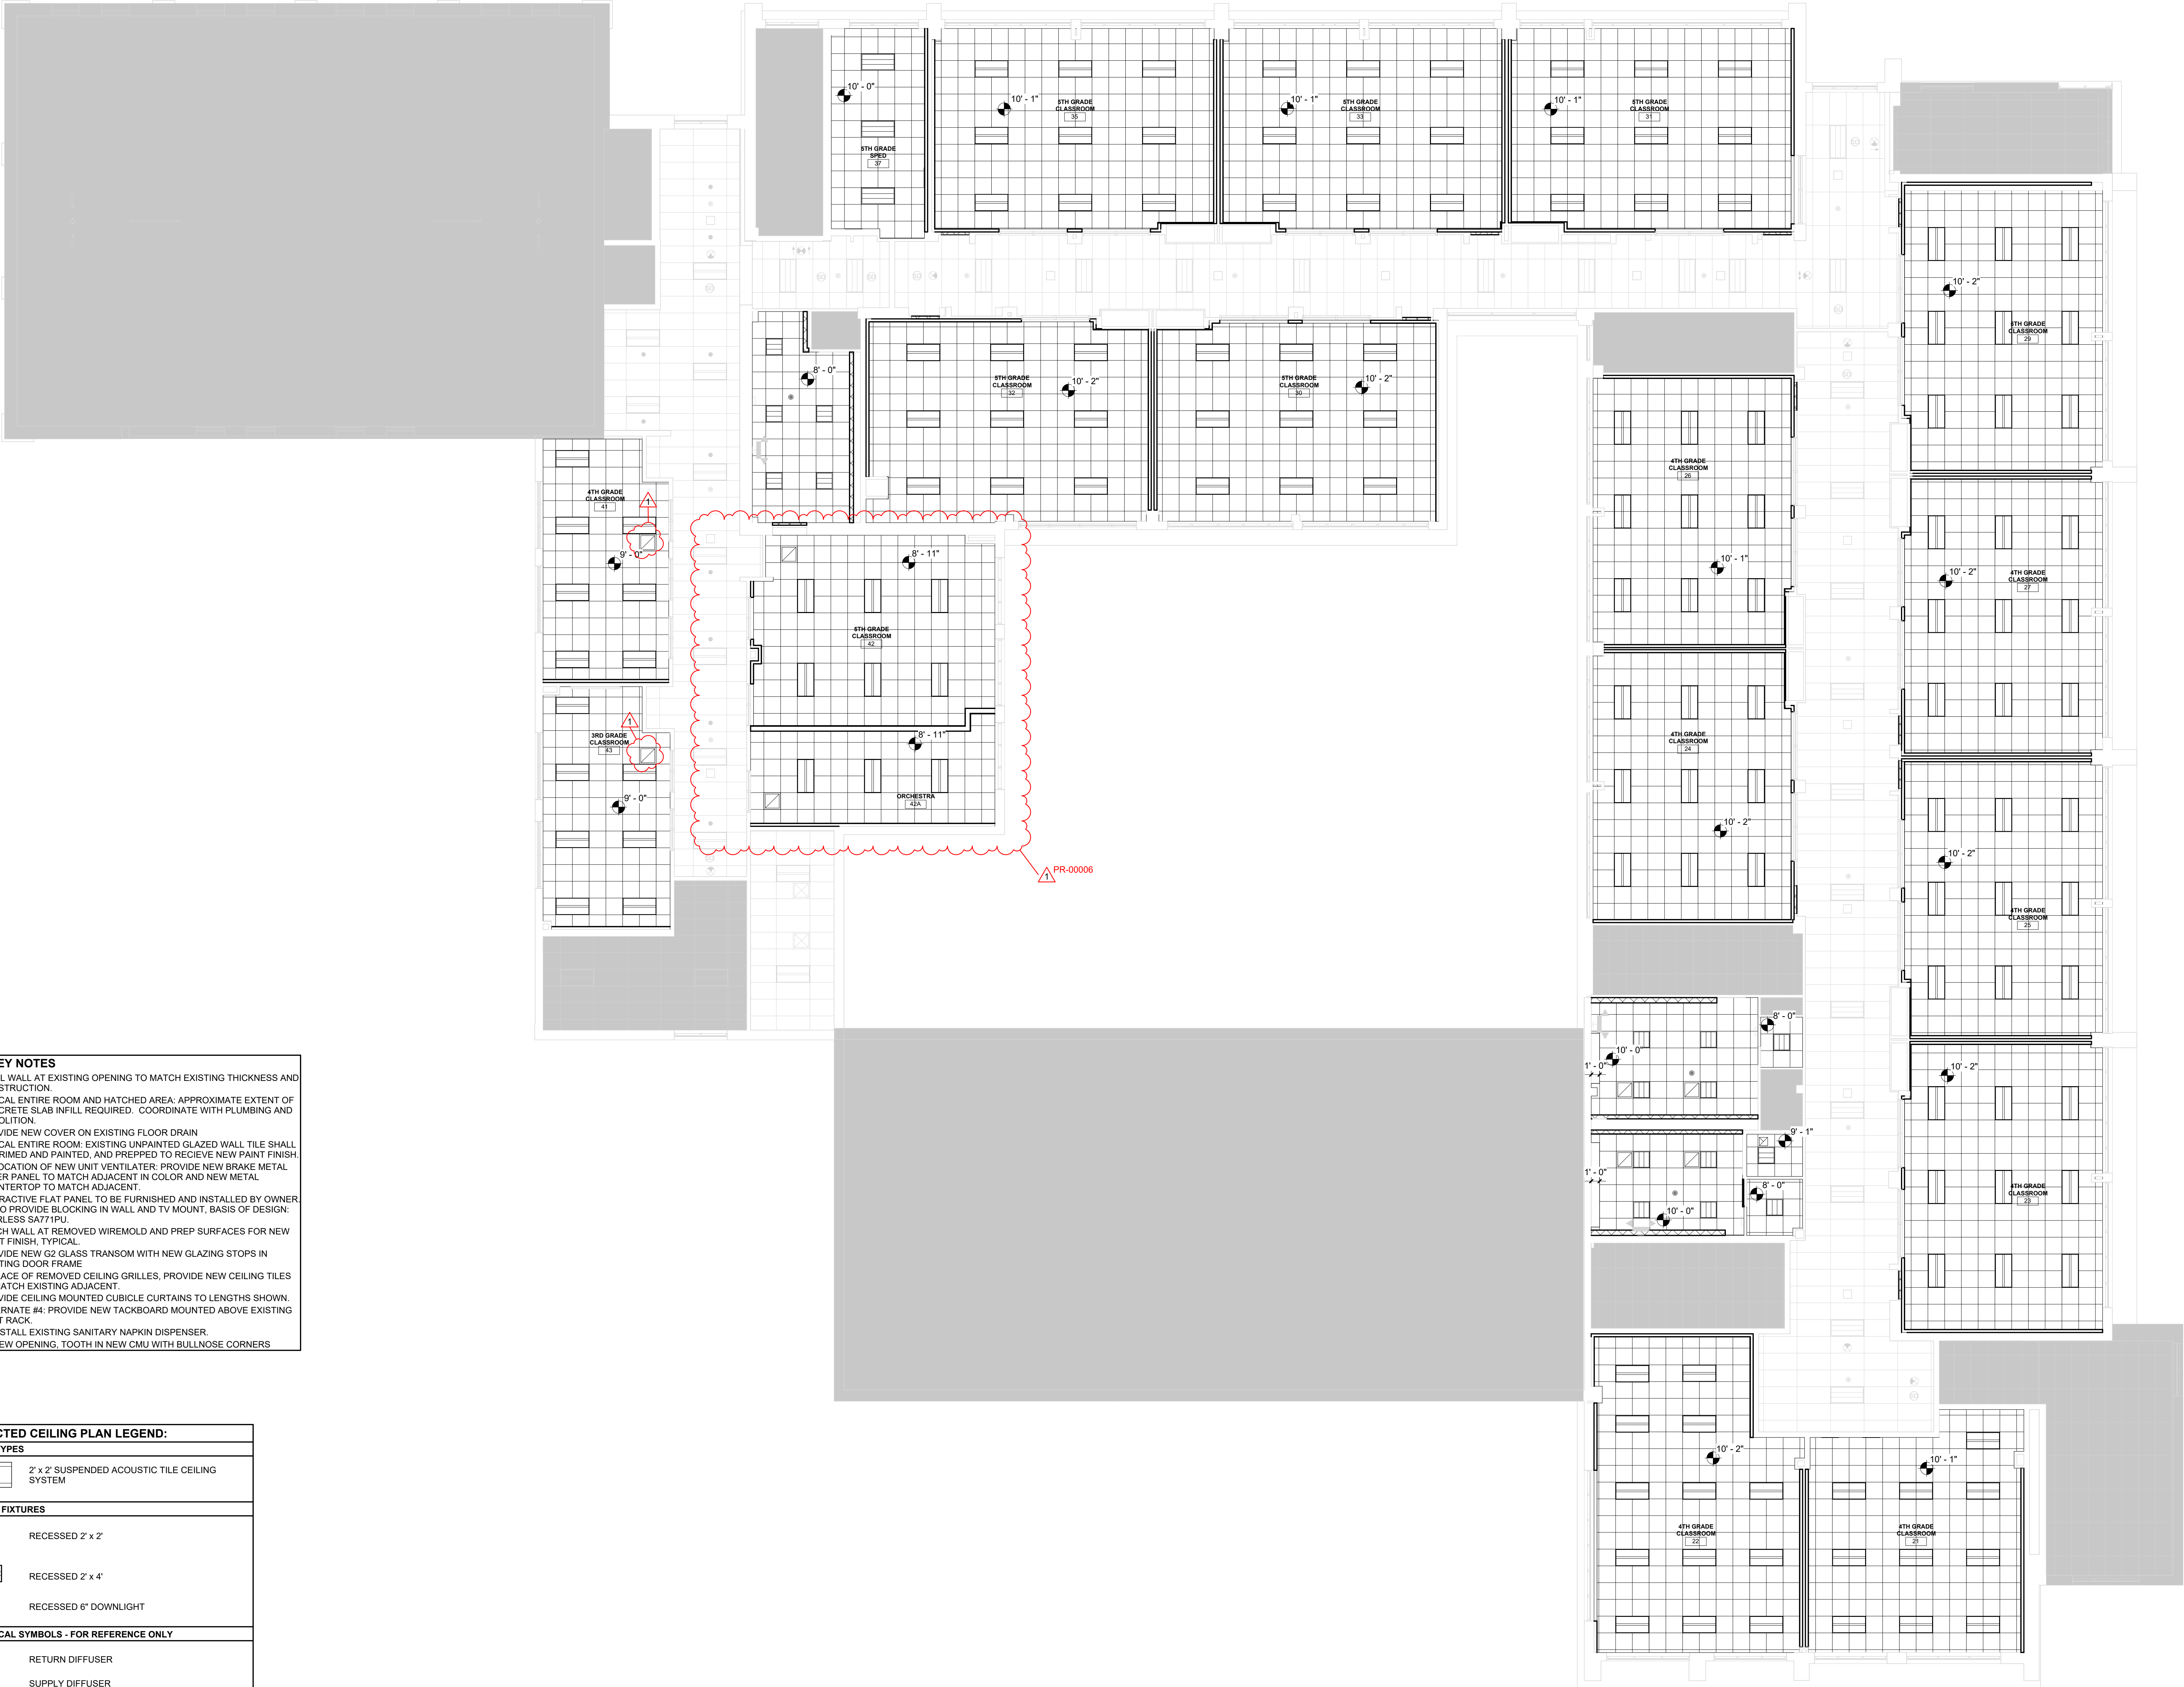 10' - 0"
5TH GRADE
SPED
37
10' - 1"
5TH GRADE
CLASSROOM
35
10' - 1"
5TH GRADE
CLASSROOM
33
10' - 1"
5TH GRADE
CLASSROOM
31
10' - 2"
5TH GRADE
CLASSROOM
29
8' - 0"
5TH GRADE
CLASSROOM
32
10' - 2"
5TH GRADE
CLASSROOM
30
10' - 2"
4TH GRADE
CLASSROOM
26
10' - 1"
4TH GRADE
CLASSROOM
41
1
9' - 0"
8' - 11"
5TH GRADE
CLASSROOM
42
10' - 2"
4TH GRADE
CLASSROOM
27
3RD GRADE
CLASSROOM
43
1
9' - 0"
8' - 11"
ORCHESTRA
42A
1
PR-00006
4TH GRADE
CLASSROOM
24
10' - 2"
10' - 2"
4TH GRADE
CLASSROOM
25
10' - 0"
1' - 0"
8' - 0"
9' - 1"
1' - 0"
8' - 0"
10' - 0"
10' - 2"
4TH GRADE
CLASSROOM
23
10' - 2"
4TH GRADE
CLASSROOM
22
10' - 1"
4TH GRADE
CLASSROOM
21
EY NOTES
L WALL AT EXISTING OPENING TO MATCH EXISTING THICKNESS AND
STRUCTION.
CAL ENTIRE ROOM AND HATCHED AREA: APPROXIMATE EXTENT OF
CRETE SLAB INFILL REQUIRED. COORDINATE WITH PLUMBING AND
OLITION.
VIDE NEW COVER ON EXISTING FLOOR DRAIN
CAL ENTIRE ROOM: EXISTING UNPAINTED GLAZED WALL TILE SHALL
RIMED AND PAINTED, AND PREPPED TO RECIEVE NEW PAINT FINISH.
OCATION OF NEW UNIT VENTILATER: PROVIDE NEW BRAKE METAL
ER PANEL TO MATCH ADJACENT IN COLOR AND NEW METAL
NTERTOP TO MATCH ADJACENT.
RACTIVE FLAT PANEL TO BE FURNISHED AND INSTALLED BY OWNER.
O PROVIDE BLOCKING IN WALL AND TV MOUNT, BASIS OF DESIGN:
RLESS SA771PU.
CH WALL AT REMOVED WIREMOLD AND PREP SURFACES FOR NEW
T FINISH, TYPICAL.
VIDE NEW G2 GLASS TRANSOM WITH NEW GLAZING STOPS IN
TING DOOR FRAME
ACE OF REMOVED CEILING GRILLES, PROVIDE NEW CEILING TILES
ATCH EXISTING ADJACENT.
VIDE CEILING MOUNTED CUBICLE CURTAINS TO LENGTHS SHOWN.
ERNATE #4: PROVIDE NEW TACKBOARD MOUNTED ABOVE EXISTING
T RACK.
STALL EXISTING SANITARY NAPKIN DISPENSER.
EW OPENING, TOOTH IN NEW CMU WITH BULLNOSE CORNERS
CTED CEILING PLAN LEGEND:
YPES
2' x 2' SUSPENDED ACOUSTIC TILE CEILING
SYSTEM
FIXTURES
RECESSED 2' x 2'
RECESSED 2' x 4'
RECESSED 6" DOWNLIGHT
CAL SYMBOLS - FOR REFERENCE ONLY
RETURN DIFFUSER
SUPPLY DIFFUSER